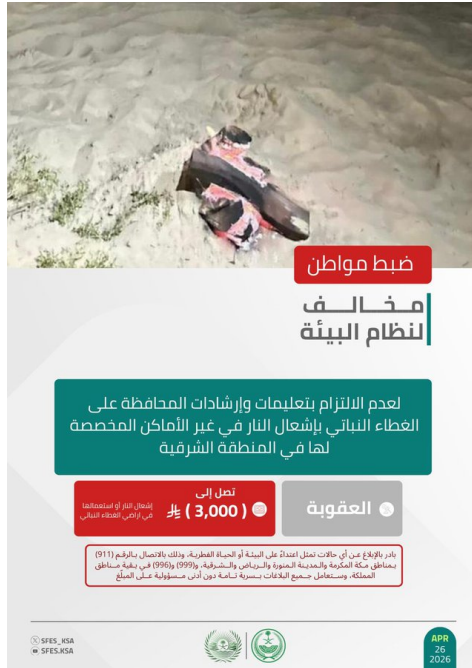 ضبط مواطن
مخالف
لنظام البيئة
لعدم الالتزام بتعليمات وإرشادات المحافظة على
الغطاء النباتي بإشعال النار في غير الأماكن المخصصة
لها في المنطقة الشرقية
العقوبة
تصل إلى
( 3,000 )
إشعال النار أو استعمالها
في أراضي الغطاء النباتي
بادر بالإبلاغ عن أي حالات تمثل اعتداءً على البيئة أو الحياة الفطرية، وذلك بالاتصال بالرقم (911)
بمناطق مكة المكرمة والمدينة المنورة والرياض والشرقية، و(999) و(996) في بقية مناطق
المملكة، وستعامل جميع البلاغات بسرية تامة دون أدنى مسؤولية على المبلّغ
SFES_KSA
SFES.KSA
APR
26
2026